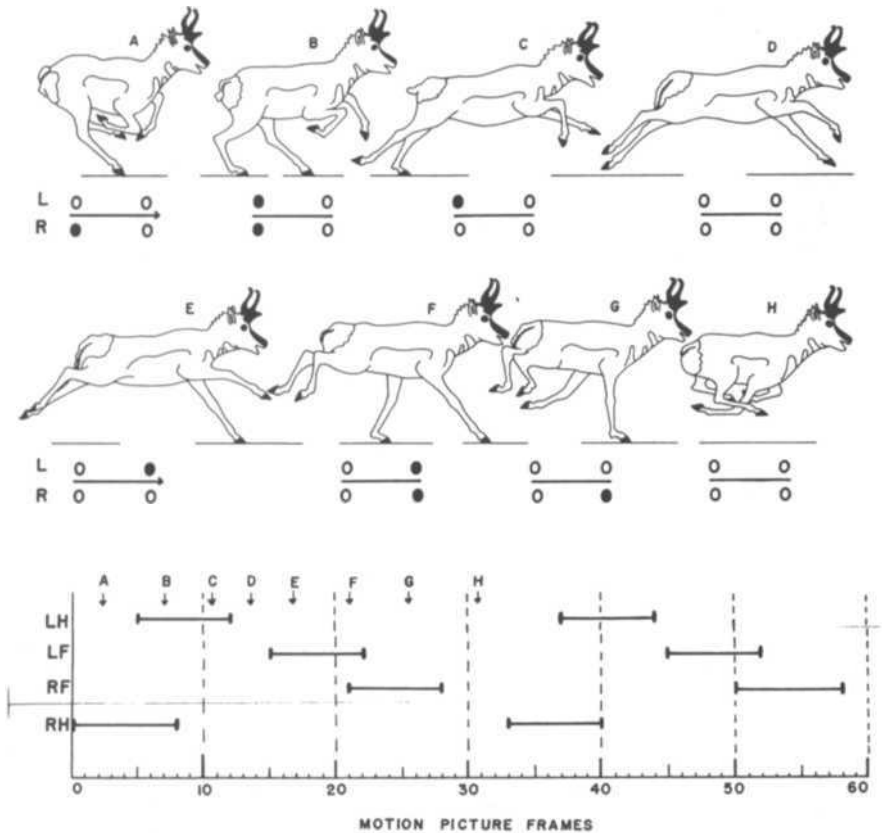 A B C D
L O O O O O O
R O O O O O O O
E F G H
L O O O O O O
R O O O O O O
A B C D E F G H
LH
LF
RF
RH
0 10 20 30 40 50 60
MOTION PICTURE FRAMES